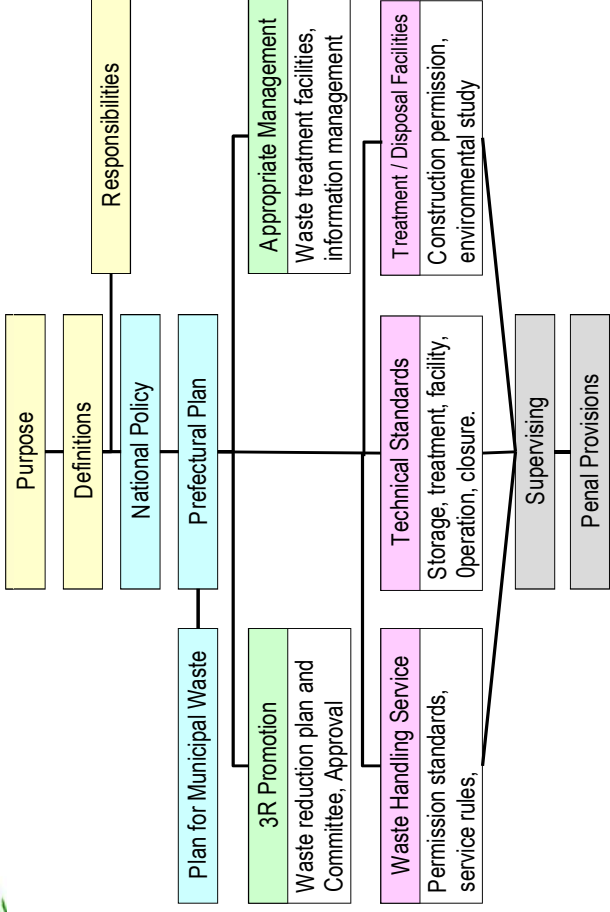 Purpose
Definitions
Responsibilities
National Policy
Prefectural Plan
Plan for Municipal Waste
3R Promotion
Waste reduction plan and
Committee, Approval
Appropriate Management
Waste treatment facilities,
information management
Waste Handling Service
Permission standards,
service rules,
Technical Standards
Storage, treatment, facility,
0peration, closure.
Treatment / Disposal Facilities
Construction permission,
environmental study
Supervising
Penal Provisions